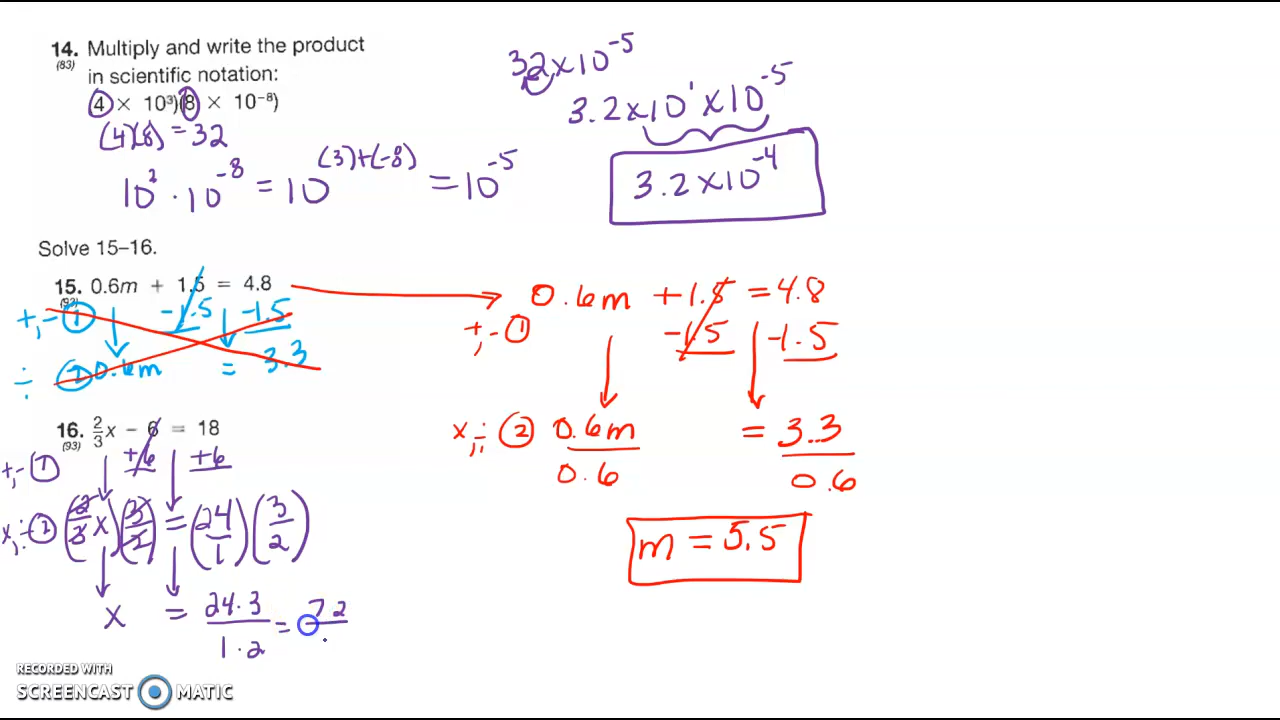 14. Multiply and write the product
(83)
in scientific notation:
(4 × 10³)(8 × 10⁻⁸)
(4)(8) = 32
10³ · 10⁻⁸ = 10⁽³⁾⁺⁽⁻⁸⁾ = 10⁻⁵
32 x 10⁻⁵
3.2 x 10¹ x 10⁻⁵
3.2 x 10⁻⁴
Solve 15–16.
15. 0.6m + 1.5 = 4.8
(93)
+,- ① -1.5 -1.5
÷ ② 0.6m = 3.3
0.6m + 1.5 = 4.8
+,- ① -1.5 -1.5
x,÷ ② 0.6m = 3.3
0.6 0.6
m = 5.5
16. 2/3 x − 6 = 18
(93)
+,- ① +6 +6
x,÷ ② (2/3 x)(3/2) = (24/1)(3/2)
x = 24·3 = 72
1·2
RECORDED WITH
SCREENCAST MATIC